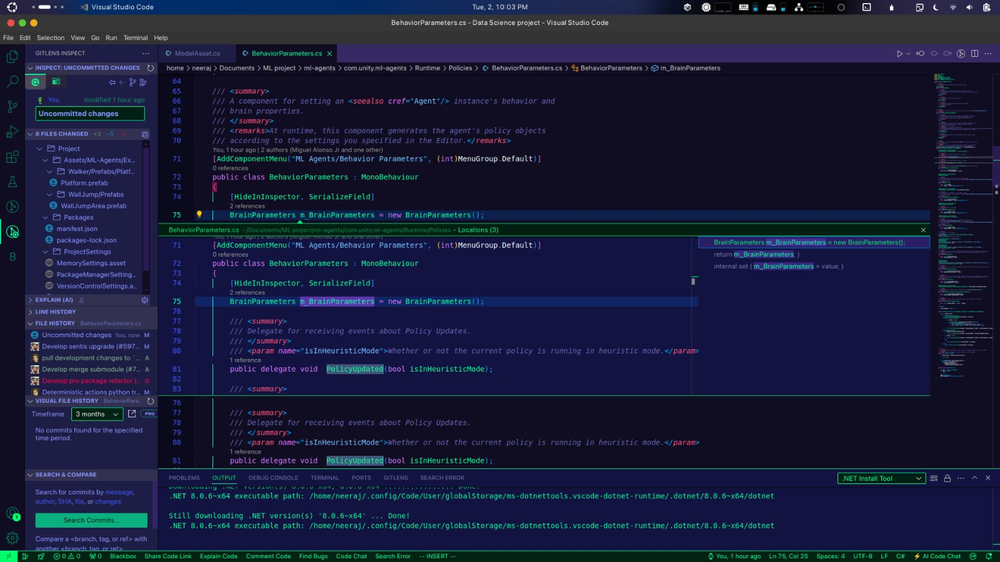 Visual Studio Code
Tue, 2, 10:03 PM
BehaviorParameters.cs - Data Science project - Visual Studio Code
File Edit Selection View Go Run Terminal Help
GITLENS INSPECT
INSPECT: UNCOMMITTED CHANGES
You modified 1 hour ago
Uncommitted changes
8 FILES CHANGED +3 ~5 -0
Project
Assets/ML-Agents/Ex...
Walker/Prefabs/Platf...
Platform.prefab
WallJump/Prefabs
WallJumpArea.prefab
Packages
manifest.json
packages-lock.json
ProjectSettings
MemorySettings.asset
PackageManagerSetting...
VersionControlSettings.a...
EXPLAIN (AI)
LINE HISTORY
FILE HISTORY BehaviorParameters.cs
Uncommitted changes You, now M
Develop sentis upgrade (#597... M
pull development changes to `... A
Develop merge submodule (#7... A
Develop pro package refactor (... D
Deterministic actions python tr... M
VISUAL FILE HISTORY BehaviorPara...
Timeframe 3 months PRO
No commits found for the specified
time period.
SEARCH & COMPARE
Search for commits by message,
author, SHA, file, or changes
Search Commits...
Compare a <branch, tag, or ref> with
another <branch, tag, or ref>
1
B
ModelAsset.cs
BehaviorParameters.cs
home > neeraj > Documents > ML project > ml-agents > com.unity.ml-agents > Runtime > Policies > BehaviorParameters.cs > BehaviorParameters > m_BrainParameters
64
65 /// <summary>
66 /// A component for setting an <seealso cref="Agent"/> instance's behavior and
67 /// brain properties.
68 /// </summary>
69 /// <remarks>At runtime, this component generates the agent's policy objects
70 /// according to the settings you specified in the Editor.</remarks>
You, 1 hour ago | 2 authors (Miguel Alonso Jr and one other)
71 [AddComponentMenu("ML Agents/Behavior Parameters", (int)MenuGroup.Default)]
0 references
72 public class BehaviorParameters : MonoBehaviour
73 {
74 [HideInInspector, SerializeField]
2 references
75 BrainParameters m_BrainParameters = new BrainParameters();
BehaviorParameters.cs ~/Documents/ML project/ml-agents/com.unity.ml-agents/Runtime/Policies - Locations (3)
You, 1 hour ago | 2 authors (Miguel Alonso Jr and one other)
71 [AddComponentMenu("ML Agents/Behavior Parameters", (int)MenuGroup.Default)]
0 references
72 public class BehaviorParameters : MonoBehaviour
73 {
74 [HideInInspector, SerializeField]
2 references
75 BrainParameters m_BrainParameters = new BrainParameters();
76
77 /// <summary>
78 /// Delegate for receiving events about Policy Updates.
79 /// </summary>
80 /// <param name="isInHeuristicMode">Whether or not the current policy is running in heuristic mode.</param>
1 reference
81 public delegate void PolicyUpdated(bool isInHeuristicMode);
82
83 /// <summary>
BrainParameters m_BrainParameters = new BrainParameters();
return m_BrainParameters; }
internal set { m_BrainParameters = value; }
76
77 /// <summary>
78 /// Delegate for receiving events about Policy Updates.
79 /// </summary>
80 /// <param name="isInHeuristicMode">Whether or not the current policy is running in heuristic mode.</param>
1 reference
81 public delegate void PolicyUpdated(bool isInHeuristicMode);
PROBLEMS OUTPUT DEBUG CONSOLE TERMINAL PORTS GITLENS SEARCH ERROR
.NET Install Tool
.NET 8.0.6~x64 executable path: /home/neeraj/.config/Code/User/globalStorage/ms-dotnettools.vscode-dotnet-runtime/.dotnet/8.0.6~x64/dotnet
Still downloading .NET version(s) '8.0.6~x64' ... Done!
.NET 8.0.6~x64 executable path: /home/neeraj/.config/Code/User/globalStorage/ms-dotnettools.vscode-dotnet-runtime/.dotnet/8.0.6~x64/dotnet
0 0 0 Blackbox Share Code Link Explain Code Comment Code Find Bugs Code Chat Search Error -- INSERT --
You, 1 hour ago Ln 75, Col 25 Spaces: 4 UTF-8 LF C# AI Code Chat